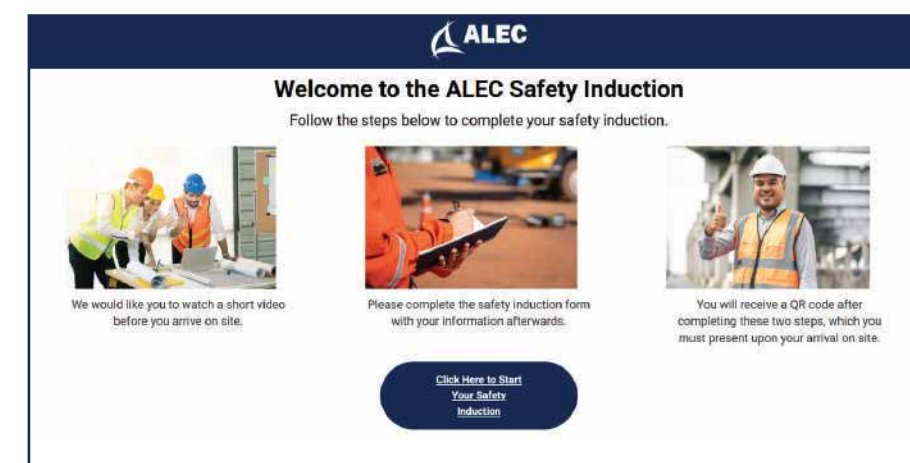 ALEC
Welcome to the ALEC Safety Induction
Follow the steps below to complete your safety induction.
We would like you to watch a short video
before you arrive on site.
Please complete the safety induction form
with your information afterwards.
You will receive a QR code after
completing these two steps, which you
must present upon your arrival on site.
Click Here to Start
Your Safety
Induction